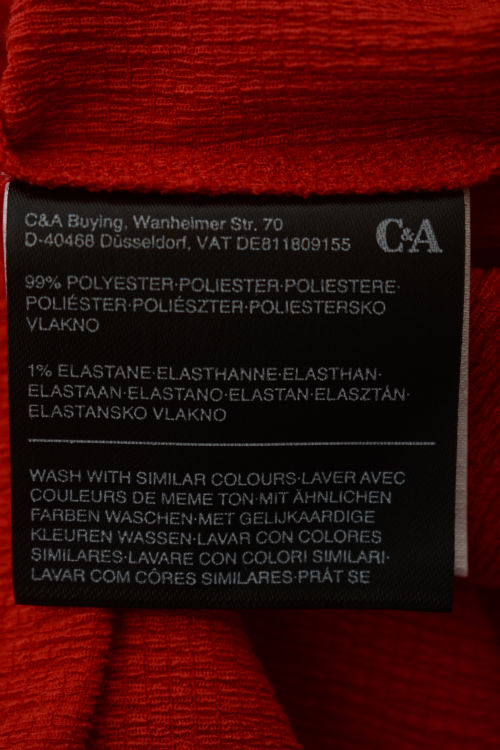 C&A Buying, Wanheimer Str. 70
D-40468 Düsseldorf, VAT DE811809155
C&A
99% POLYESTER·POLIESTER·POLIESTERE·
POLIÉSTER·POLIÉSZTER·POLIESTERSKO
VLAKNO
1% ELASTANE·ELASTHANNE·ELASTHAN·
ELASTAAN·ELASTANO·ELASTAN·ELASZTÁN·
ELASTANSKO VLAKNO
WASH WITH SIMILAR COLOURS·LAVER AVEC
COULEURS DE MEME TON·MIT ÄHNLICHEN
FARBEN WASCHEN·MET GELIJKAARDIGE
KLEUREN WASSEN·LAVAR CON COLORES
SIMILARES·LAVARE CON COLORI SIMILARI·
LAVAR COM CÔRES SIMILARES·PRÁT SE